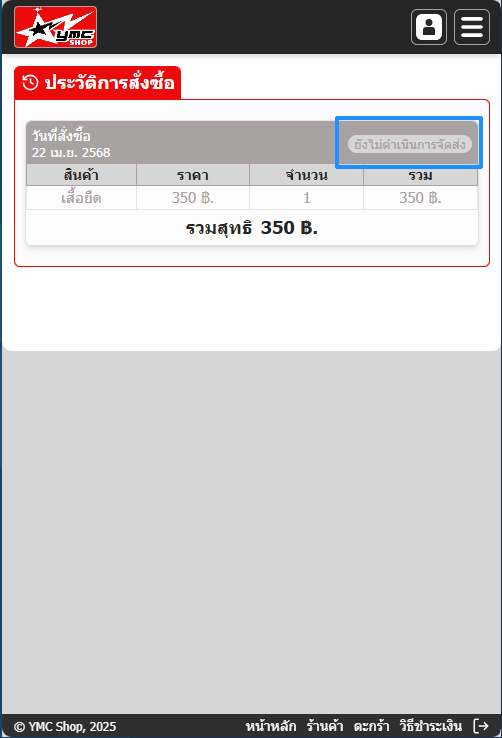 YMC
SHOP
ประวัติการสั่งซื้อ
วันที่สั่งซื้อ
22 เม.ย. 2568
ยังไม่ดำเนินการจัดส่ง
สินค้า ราคา จำนวน รวม
เสื้อยืด 350 ฿. 1 350 ฿.
รวมสุทธิ 350 ฿.
© YMC Shop, 2025 หน้าหลัก ร้านค้า ตะกร้า วิธีชำระเงิน